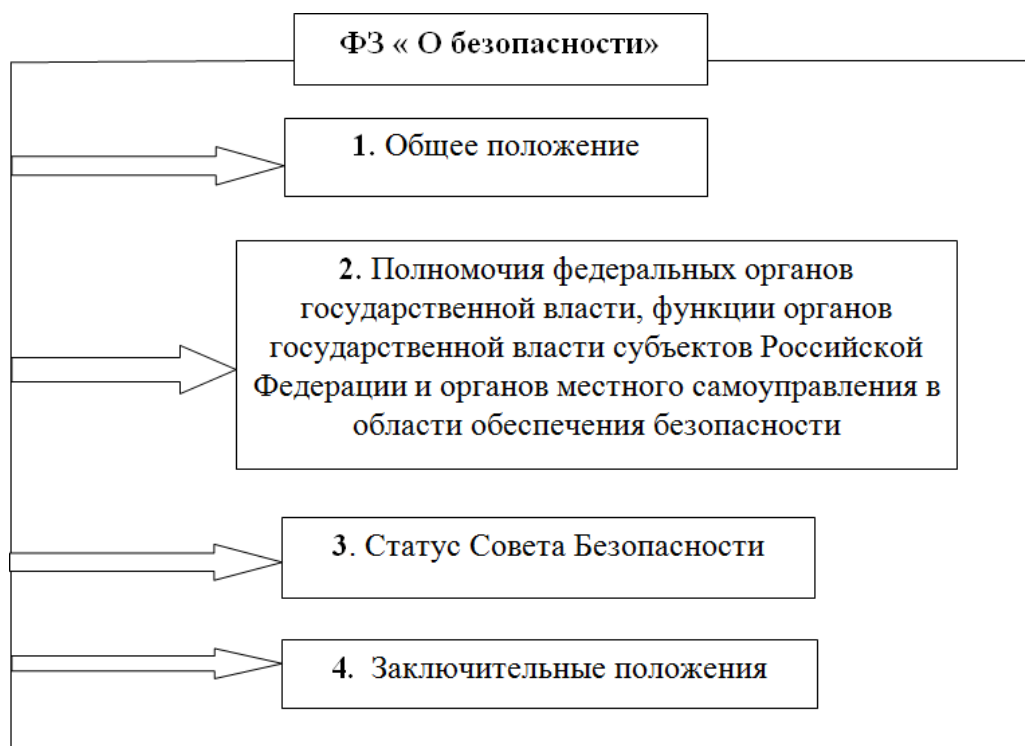 ФЗ « О безопасности»
1. Общее положение
2. Полномочия федеральных органов
государственной власти, функции органов
государственной власти субъектов Российской
Федерации и органов местного самоуправления в
области обеспечения безопасности
3. Статус Совета Безопасности
4. Заключительные положения